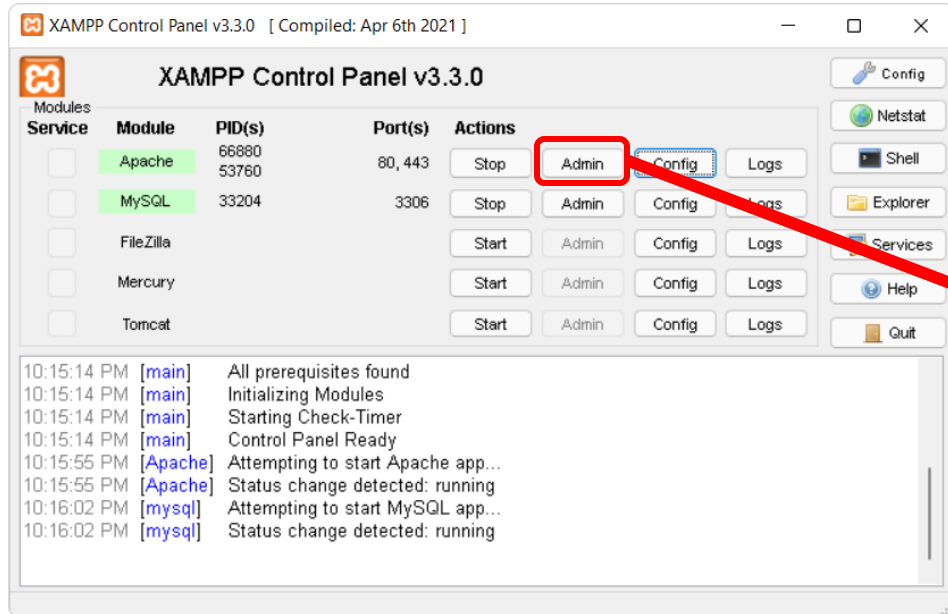 XAMPP Control Panel v3.3.0 [ Compiled: Apr 6th 2021 ]
XAMPP Control Panel v3.3.0
Config
Modules
Service Module PID(s) Port(s) Actions
Netstat
Apache 66880 53760 80, 443 Stop Admin Config Logs
Shell
MySQL 33204 3306 Stop Admin Config Logs
Explorer
FileZilla Start Admin Config Logs
Services
Mercury Start Admin Config Logs
Help
Tomcat Start Admin Config Logs
Quit
10:15:14 PM [main] All prerequisites found
10:15:14 PM [main] Initializing Modules
10:15:14 PM [main] Starting Check-Timer
10:15:14 PM [main] Control Panel Ready
10:15:55 PM [Apache] Attempting to start Apache app...
10:15:55 PM [Apache] Status change detected: running
10:16:02 PM [mysql] Attempting to start MySQL app...
10:16:02 PM [mysql] Status change detected: running